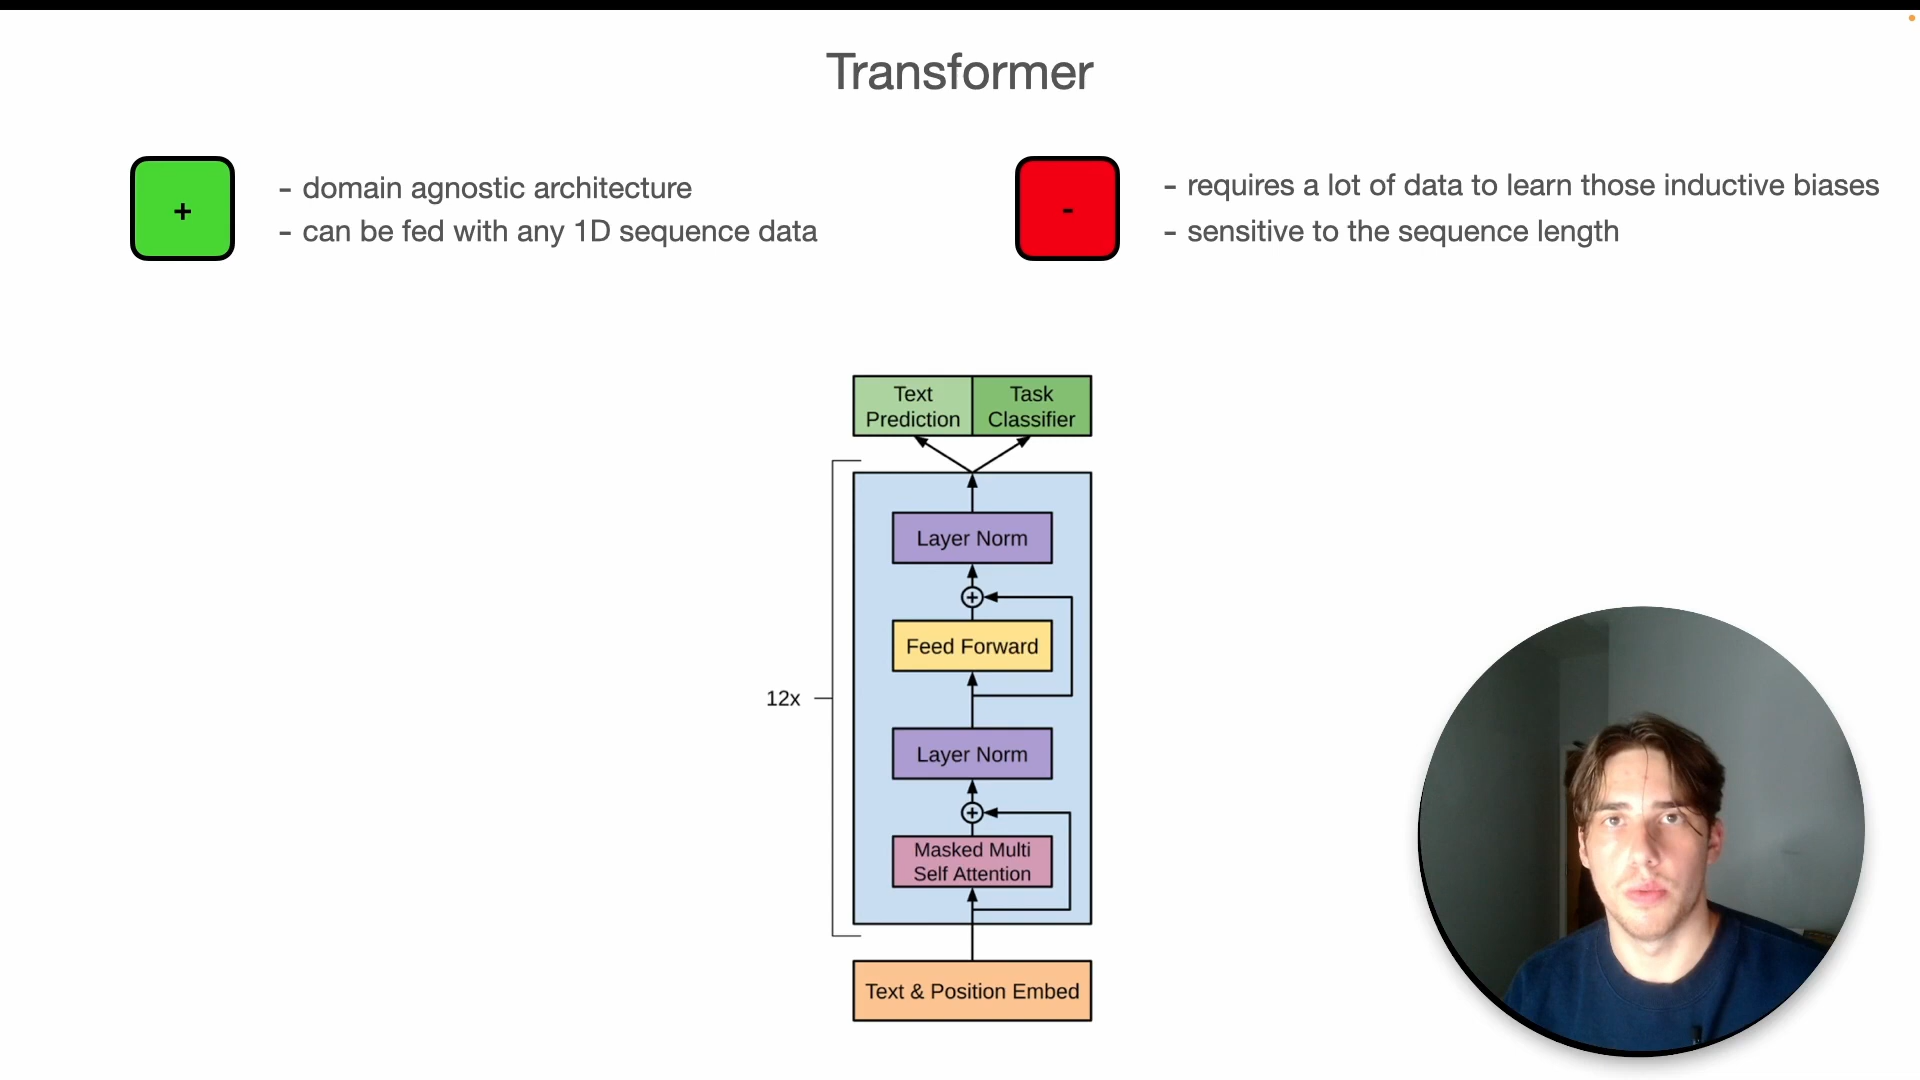 Transformer
+
- domain agnostic architecture
- can be fed with any 1D sequence data
-
- requires a lot of data to learn those inductive biases
- sensitive to the sequence length
Text
Prediction
Task
Classifier
Layer Norm
+
Feed Forward
12x
Layer Norm
+
Masked Multi
Self Attention
Text & Position Embed